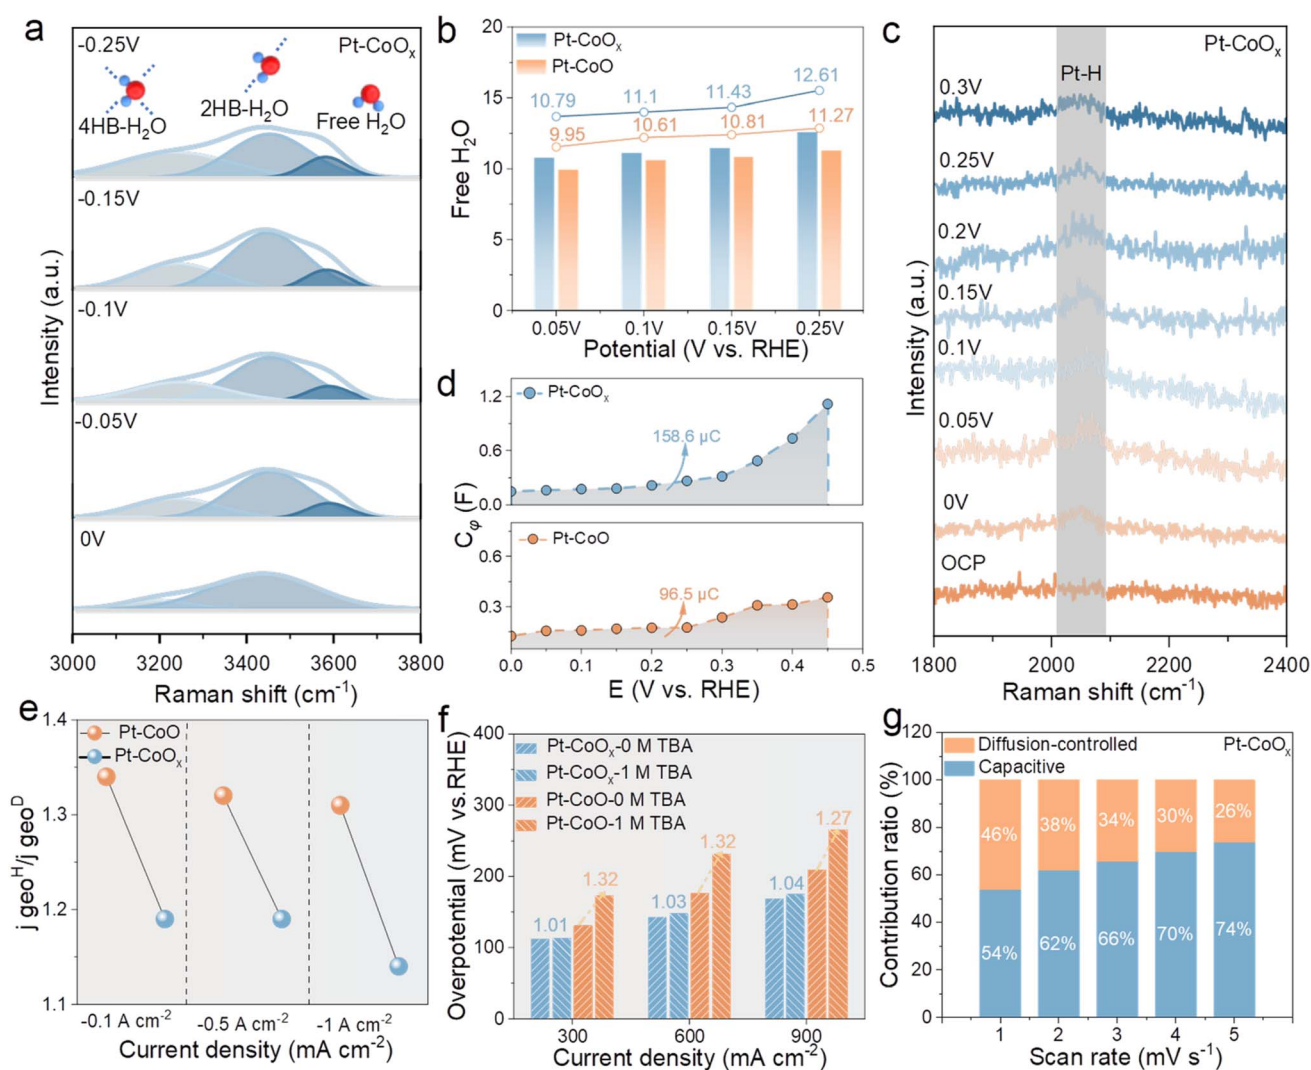 a
-0.25V
Pt-CoOx
4HB-H2O
2HB-H2O
Free H2O
-0.15V
-0.1V
-0.05V
0V
Intensity (a.u.)
3000 3200 3400 3600 3800
Raman shift (cm-1)
b
Pt-CoOx
Pt-CoO
20
15
10
5
0
10.79 11.1 11.43 12.61
9.95 10.61 10.81 11.27
Free H2O
0.05V 0.1V 0.15V 0.25V
Potential (V vs. RHE)
c
Pt-CoOx
Pt-H
0.3V
0.25V
0.2V
0.15V
0.1V
0.05V
0V
OCP
Intensity (a.u.)
1800 2000 2200 2400
Raman shift (cm-1)
d
Pt-CoOx
1.2
0.6
0.0
158.6 μC
Cφ (F)
Pt-CoO
0.6
0.3
96.5 μC
0.0 0.1 0.2 0.3 0.4 0.5
E (V vs. RHE)
e
Pt-CoO
Pt-CoOx
1.4
1.3
1.2
1.1
j geoH/j geoD
-0.1 A cm-2 -0.5 A cm-2 -1 A cm-2
Current density (mA cm-2)
f
Pt-CoOx-0 M TBA
Pt-CoOx-1 M TBA
Pt-CoO-0 M TBA
Pt-CoO-1 M TBA
400
300
200
100
0
1.01 1.32 1.03 1.32 1.04 1.27
Overpotential (mV vs.RHE)
300 600 900
Current density (mA cm-2)
g
Diffusion-controlled
Capacitive
Pt-CoOx
120
100
80
60
40
20
0
46% 38% 34% 30% 26%
54% 62% 66% 70% 74%
Contribution ratio (%)
1 2 3 4 5
Scan rate (mV s-1)